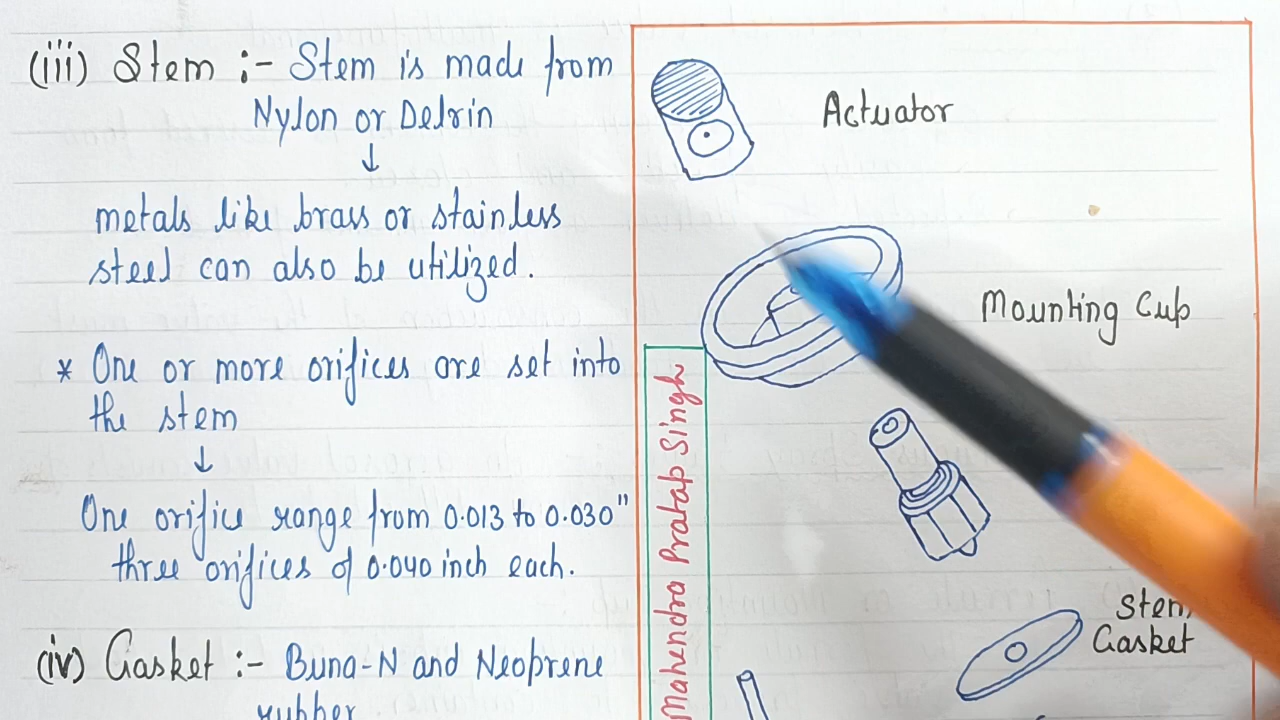 (iii) Stem :- Stem is made from
Nylon or Delrin
↓
metals like brass or stainless
steel can also be utilized.
* One or more orifices are set into
the stem
↓
One orifice range from 0.013 to 0.030"
three orifices of 0.040 inch each.
(iv) Gasket :- Buna-N and Neoprene
rubber
Actuator
Mounting Cup
Stem
Gasket
Mahendra Pratap Singh